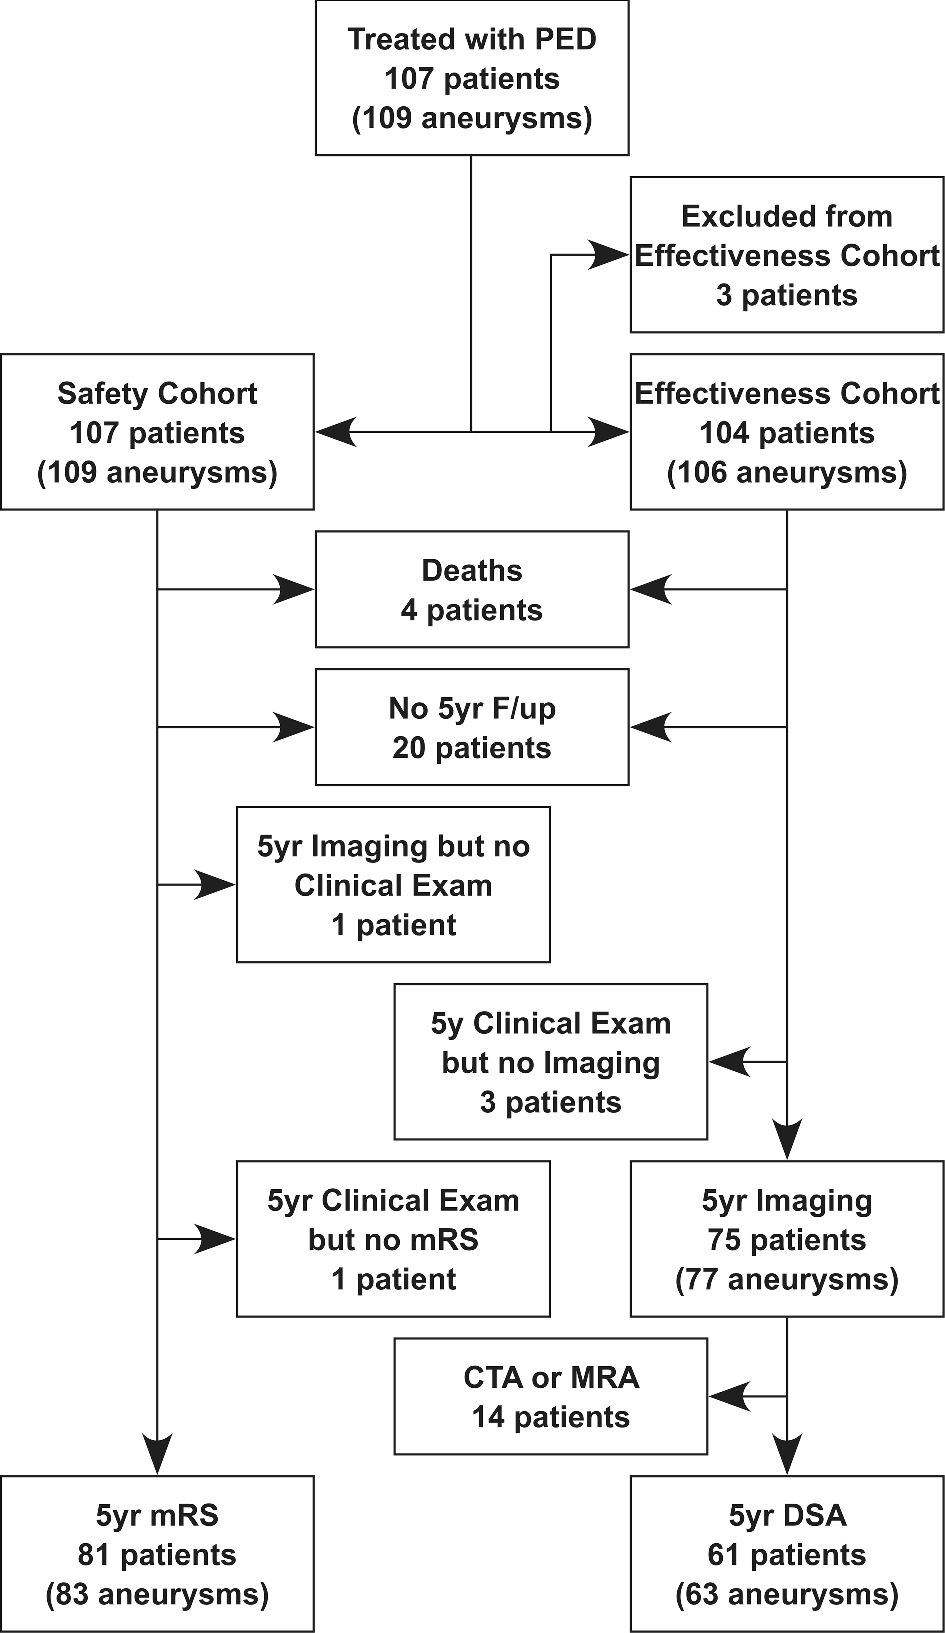 Treated with PED
107 patients
(109 aneurysms)
Excluded from
Effectiveness Cohort
3 patients
Safety Cohort
107 patients
(109 aneurysms)
Effectiveness Cohort
104 patients
(106 aneurysms)
Deaths
4 patients
No 5yr F/up
20 patients
5yr Imaging but no
Clinical Exam
1 patient
5y Clinical Exam
but no Imaging
3 patients
5yr Clinical Exam
but no mRS
1 patient
5yr Imaging
75 patients
(77 aneurysms)
CTA or MRA
14 patients
5yr mRS
81 patients
(83 aneurysms)
5yr DSA
61 patients
(63 aneurysms)